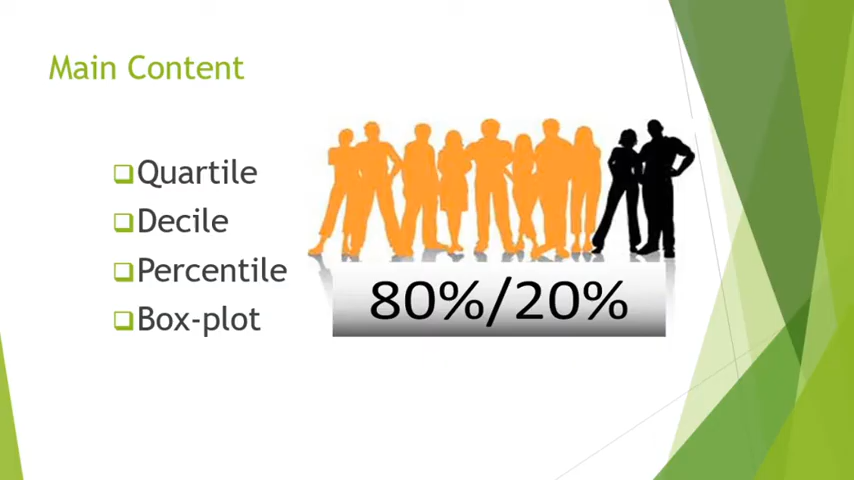 Main Content
Quartile
Decile
Percentile
Box-plot
80%/20%